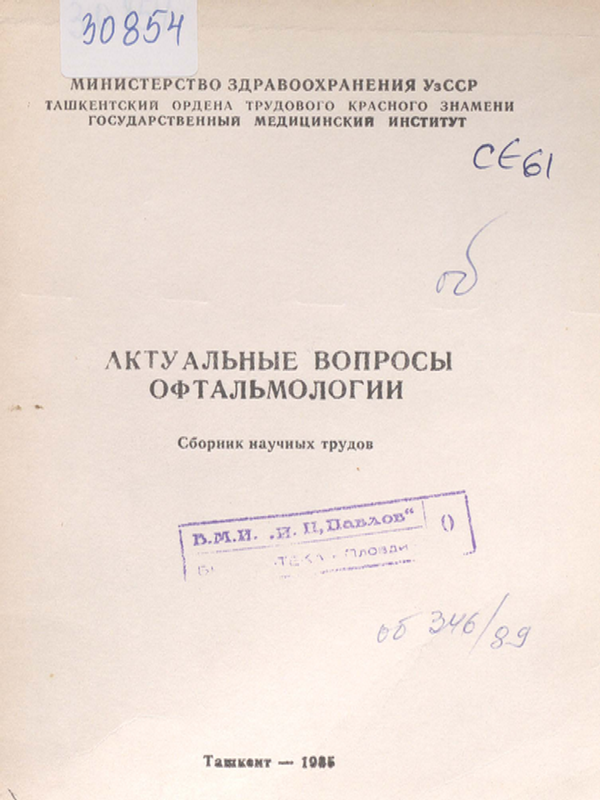 30854
МИНИСТЕРСТВО ЗДРАВООХРАНЕНИЯ УзССР
ТАШКЕНТСКИЙ ОРДЕНА ТРУДОВОГО КРАСНОГО ЗНАМЕНИ
ГОСУДАРСТВЕННЫЙ МЕДИЦИНСКИЙ ИНСТИТУТ
СЕ61
об
АКТУАЛЬНЫЕ ВОПРОСЫ
ОФТАЛЬМОЛОГИИ
Сборник научных трудов
В.М.И. „И. П. Павлов“
Пловди
об 346/89
Ташкент — 1985